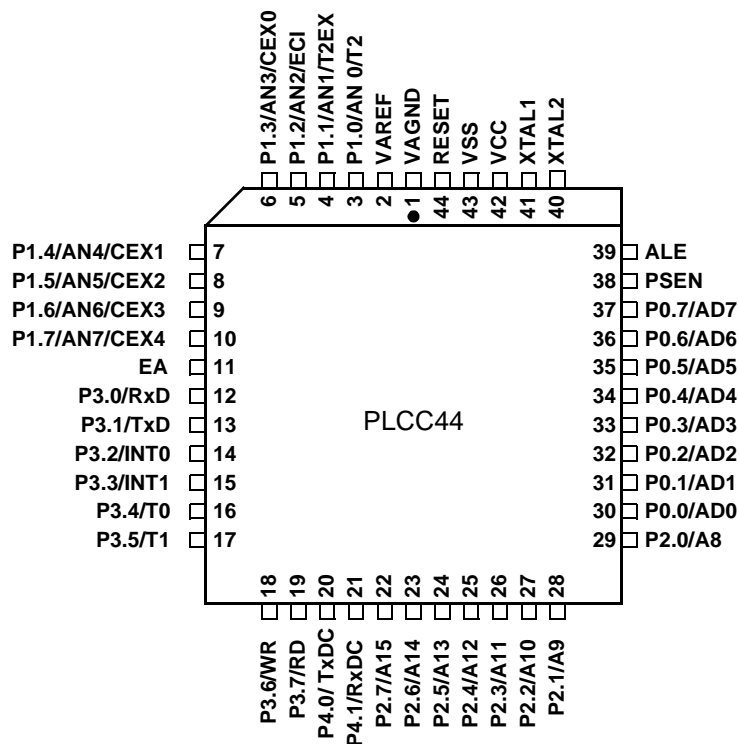 P1.3/AN3/CEX0
P1.2/AN2/ECI
P1.1/AN1/T2EX
P1.0/AN 0/T2
VAREF
VAGND
RESET
VSS
VCC
XTAL1
XTAL2
6
5
4
3
2
1
44
43
42
41
40
P1.4/AN4/CEX1 7
P1.5/AN5/CEX2 8
P1.6/AN6/CEX3 9
P1.7/AN7/CEX4 10
EA 11
P3.0/RxD 12
P3.1/TxD 13
P3.2/INT0 14
P3.3/INT1 15
P3.4/T0 16
P3.5/T1 17
PLCC44
39 ALE
38 PSEN
37 P0.7/AD7
36 P0.6/AD6
35 P0.5/AD5
34 P0.4/AD4
33 P0.3/AD3
32 P0.2/AD2
31 P0.1/AD1
30 P0.0/AD0
29 P2.0/A8
18
19
20
21
22
23
24
25
26
27
28
P3.6/WR
P3.7/RD
P4.0/ TxDC
P4.1/RxDC
P2.7/A15
P2.6/A14
P2.5/A13
P2.4/A12
P2.3/A11
P2.2/A10
P2.1/A9